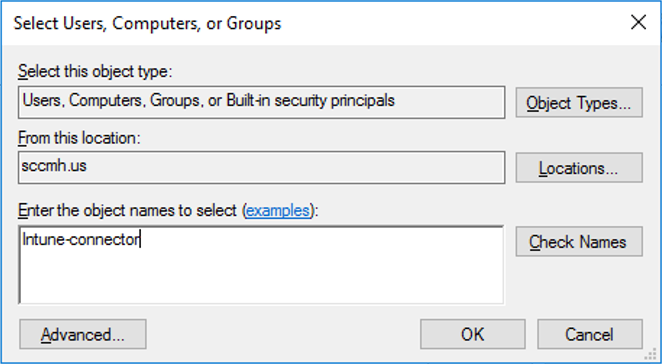 Select Users, Computers, or Groups
Select this object type:
Users, Computers, Groups, or Built-in security principals
Object Types...
From this location:
sccmh.us
Locations...
Enter the object names to select (examples):
Intune-connector
Check Names
Advanced...
OK
Cancel